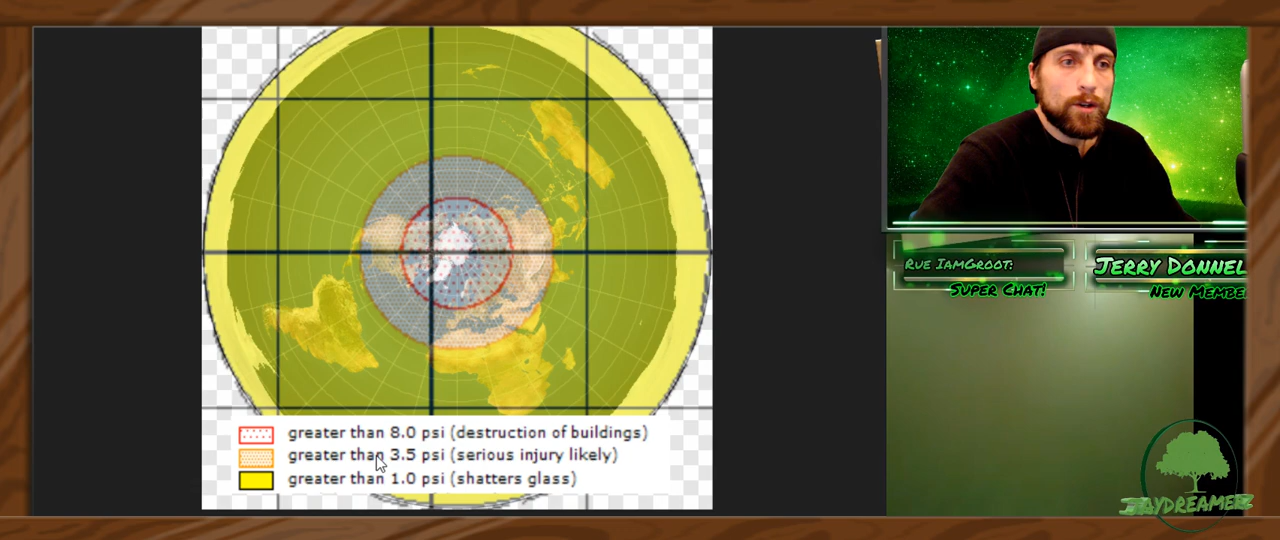 greater than 8.0 psi (destruction of buildings)
greater than 3.5 psi (serious injury likely)
greater than 1.0 psi (shatters glass)
Rue IamGroot:
Super Chat!
Jerry Donnel
New Membe
JayDreamerZ